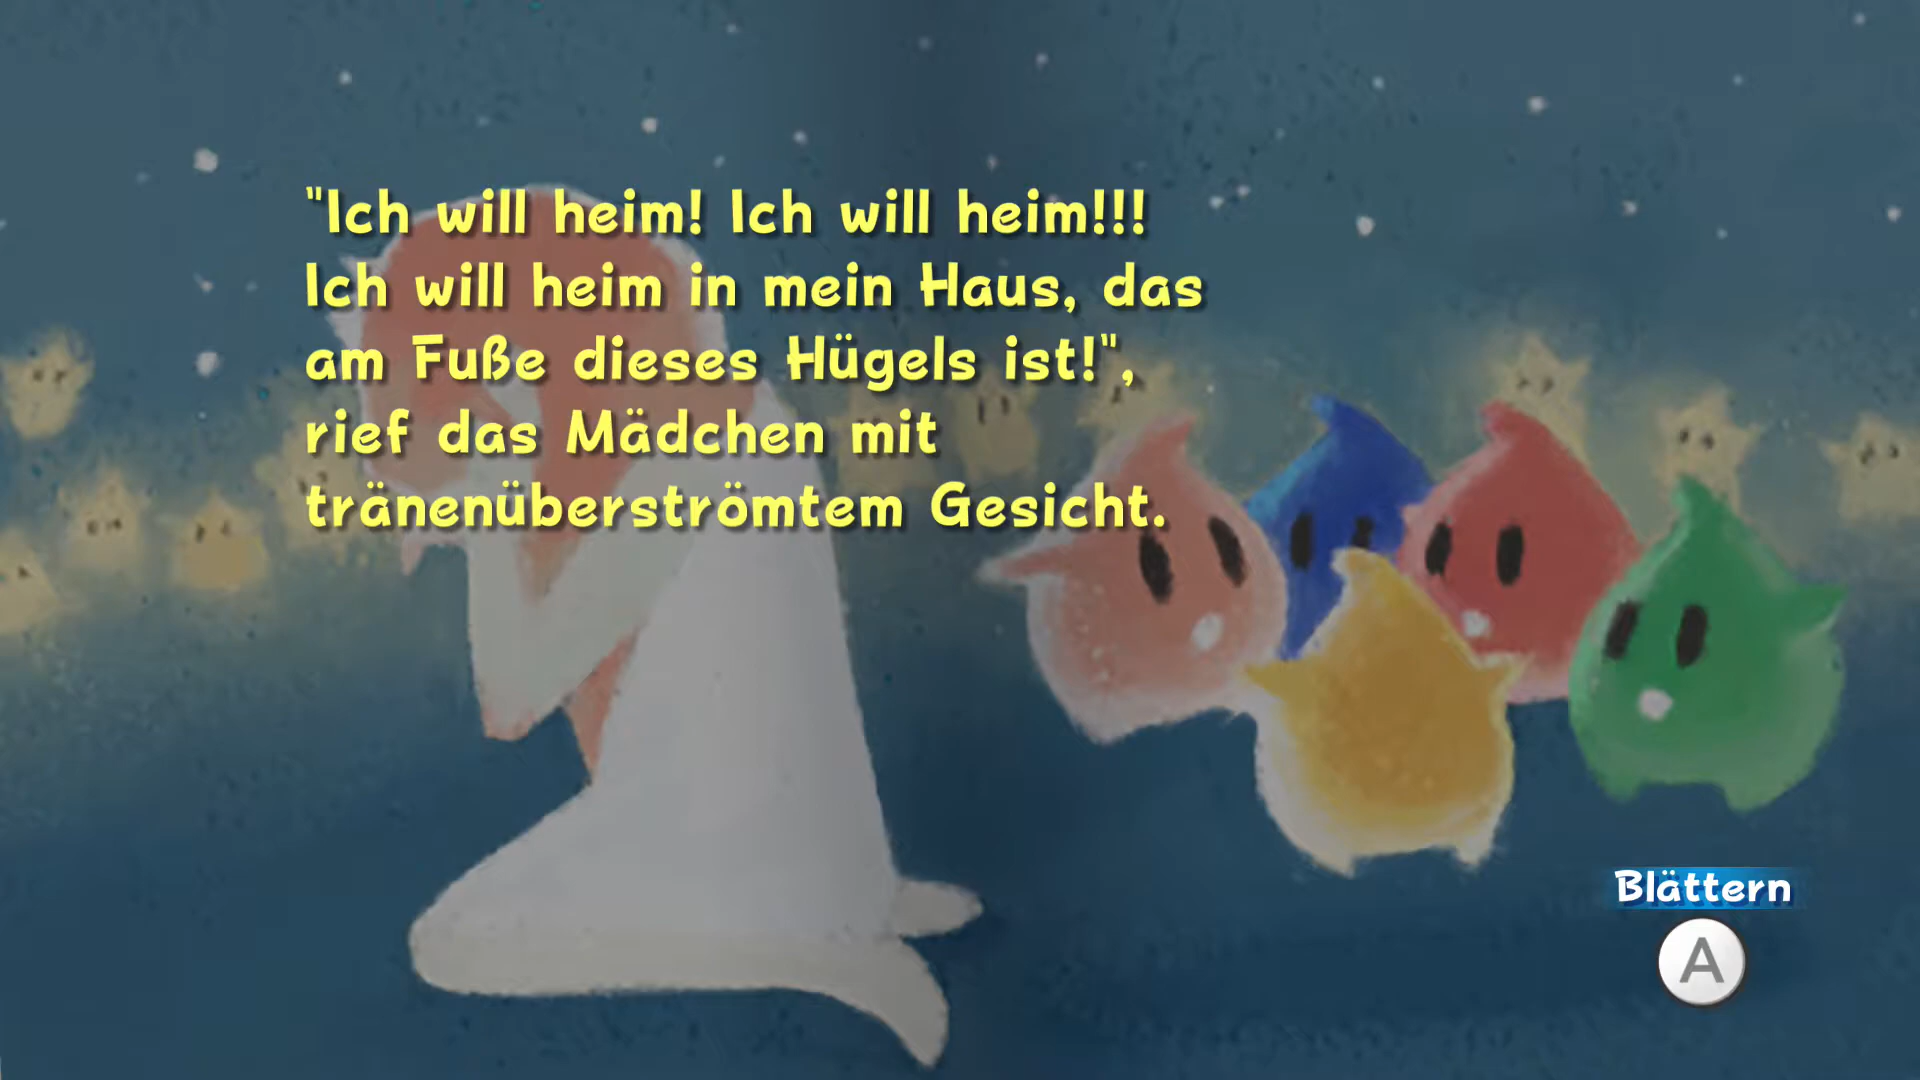 "Ich will heim! Ich will heim!!!
Ich will heim in mein Haus, das
am Fuße dieses Hügels ist!",
rief das Mädchen mit
tränenüberströmtem Gesicht.
Blättern
A